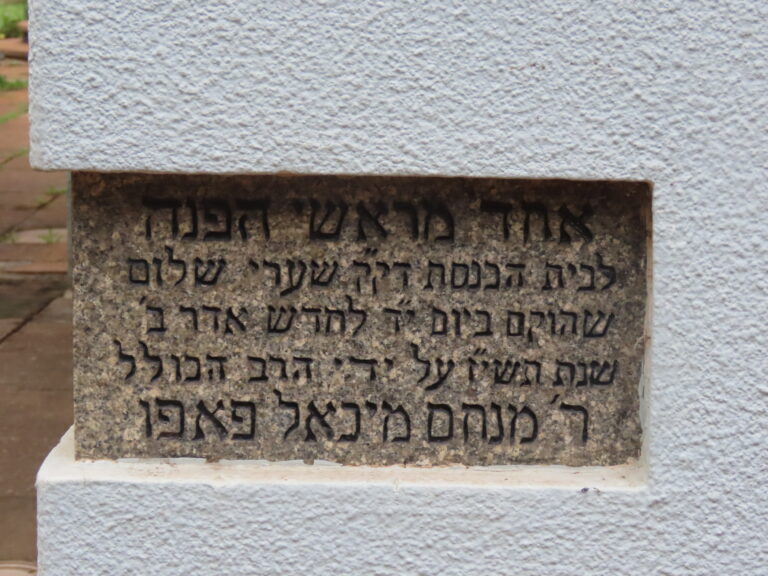 אחד מראשי הפנה
לבית הכנסת דק״ק שערי שלום
שהוקם ביום י״ד לחדש אדר ב׳
שנת תשי״ז על ידי הרב הכולל
ר׳ מנחם מיכאל פאפו